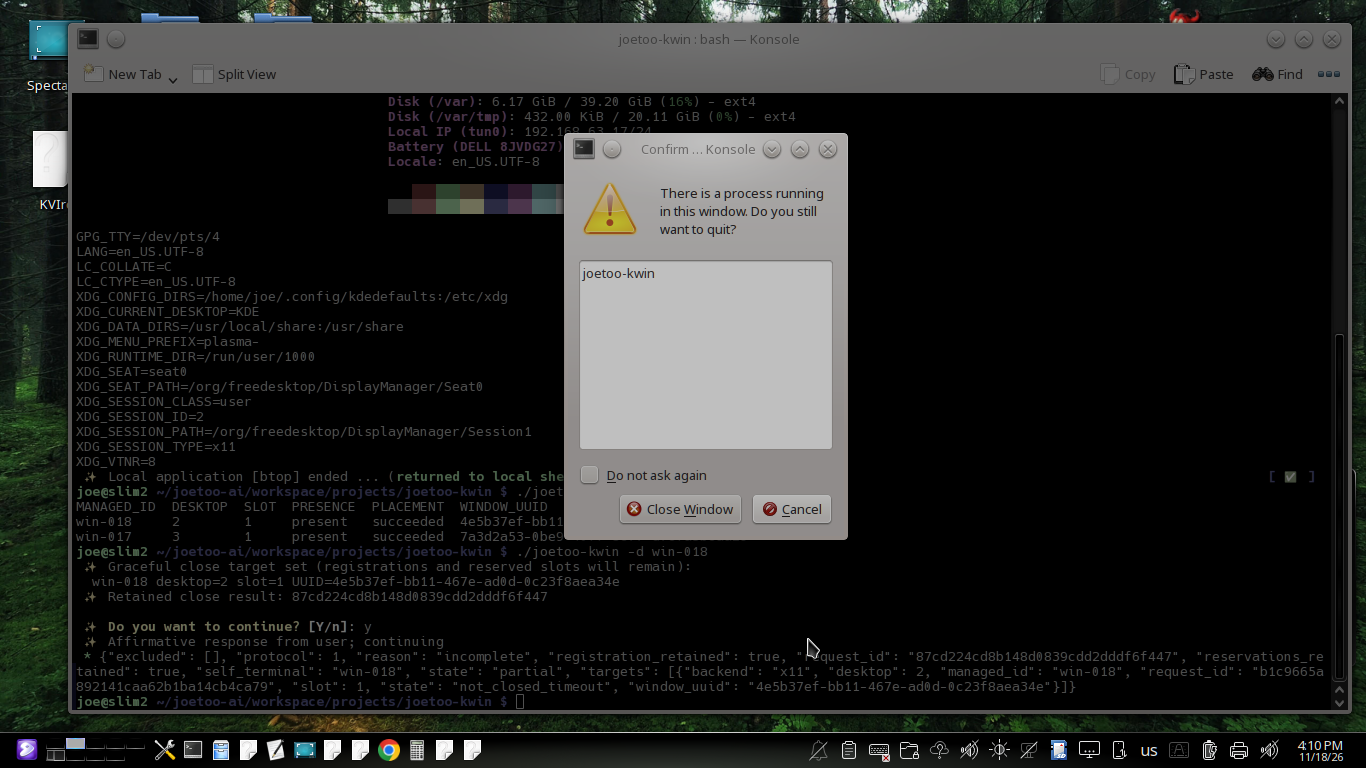 Specta
KVIr
joetoo-kwin : bash — Konsole
New Tab
Split View
Copy
Paste
Find
Disk (/var): 6.17 GiB / 39.20 GiB (16%) - ext4
Disk (/var/tmp): 432.00 KiB / 20.11 GiB (0%) - ext4
Local IP (tun0): 192.168.63.17/24
Battery (DELL 8JVDG27)
Locale: en_US.UTF-8
GPG_TTY=/dev/pts/4
LANG=en_US.UTF-8
LC_COLLATE=C
LC_CTYPE=en_US.UTF-8
XDG_CONFIG_DIRS=/home/joe/.config/kdedefaults:/etc/xdg
XDG_CURRENT_DESKTOP=KDE
XDG_DATA_DIRS=/usr/local/share:/usr/share
XDG_MENU_PREFIX=plasma-
XDG_RUNTIME_DIR=/run/user/1000
XDG_SEAT=seat0
XDG_SEAT_PATH=/org/freedesktop/DisplayManager/Seat0
XDG_SESSION_CLASS=user
XDG_SESSION_ID=2
XDG_SESSION_PATH=/org/freedesktop/DisplayManager/Session1
XDG_SESSION_TYPE=x11
XDG_VTNR=8
Local application [btop] ended ... (returned to local she [ ✓ ]
joe@slim2 ~/joetoo-ai/workspace/projects/joetoo-kwin $ ./joet
MANAGED_ID DESKTOP SLOT PRESENCE PLACEMENT WINDOW_UUID
win-018 2 1 present succeeded 4e5b37ef-bb11
win-017 3 1 present succeeded 7a3d2a53-0be9
joe@slim2 ~/joetoo-ai/workspace/projects/joetoo-kwin $ ./joetoo-kwin -d win-018
Graceful close target set (registrations and reserved slots will remain):
win-018 desktop=2 slot=1 UUID=4e5b37ef-bb11-467e-ad0d-0c23f8aea34e
Retained close result: 87cd224cd8b148d0839cdd2dddf6f447
Do you want to continue? [Y/n]: y
Affirmative response from user; continuing
* {"excluded": [], "protocol": 1, "reason": "incomplete", "registration_retained": true, "request_id": "87cd224cd8b148d0839cdd2dddf6f447", "reservations_re
tained": true, "self_terminal": "win-018", "state": "partial", "targets": [{"backend": "x11", "desktop": 2, "managed_id": "win-018", "request_id": "b1c9665a
892141caa62b1ba14cb4ca79", "slot": 1, "state": "not_closed_timeout", "window_uuid": "4e5b37ef-bb11-467e-ad0d-0c23f8aea34e"}]}
joe@slim2 ~/joetoo-ai/workspace/projects/joetoo-kwin $
Confirm ... Konsole
There is a process running
in this window. Do you still
want to quit?
joetoo-kwin
Do not ask again
Close Window
Cancel
us
4:10 PM
11/18/26